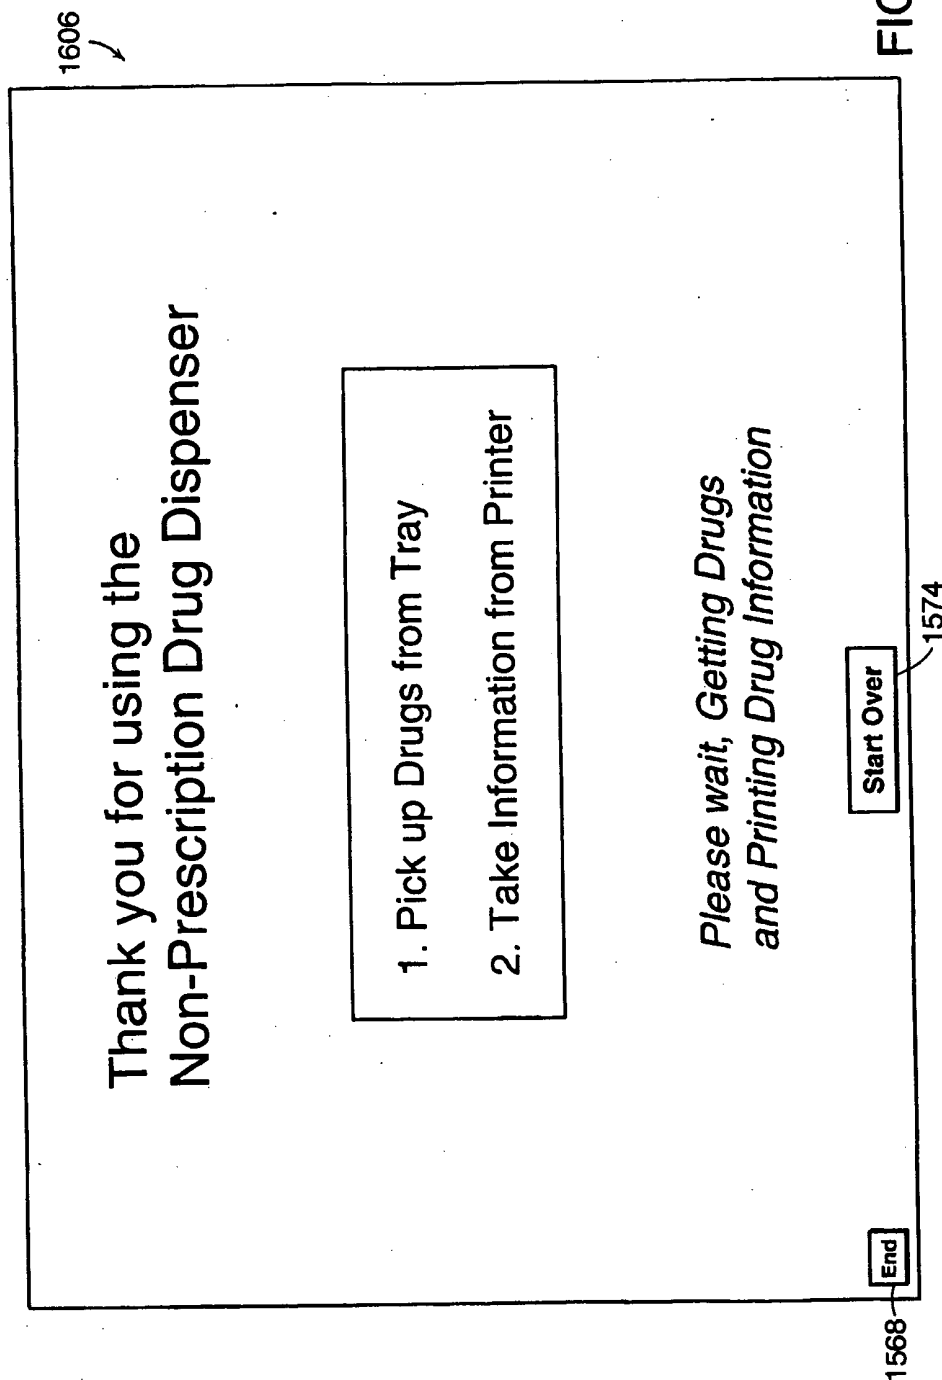 1606
Thank you for using the
Non-Prescription Drug Dispenser
1. Pick up Drugs from Tray
2. Take Information from Printer
Please wait, Getting Drugs
and Printing Drug Information
End
Start Over
1568
1574